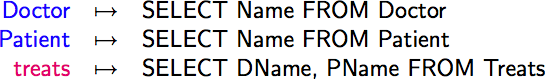 Doctor ↦ SELECT Name FROM Doctor
Patient ↦ SELECT Name FROM Patient
treats ↦ SELECT DName, PName FROM Treats